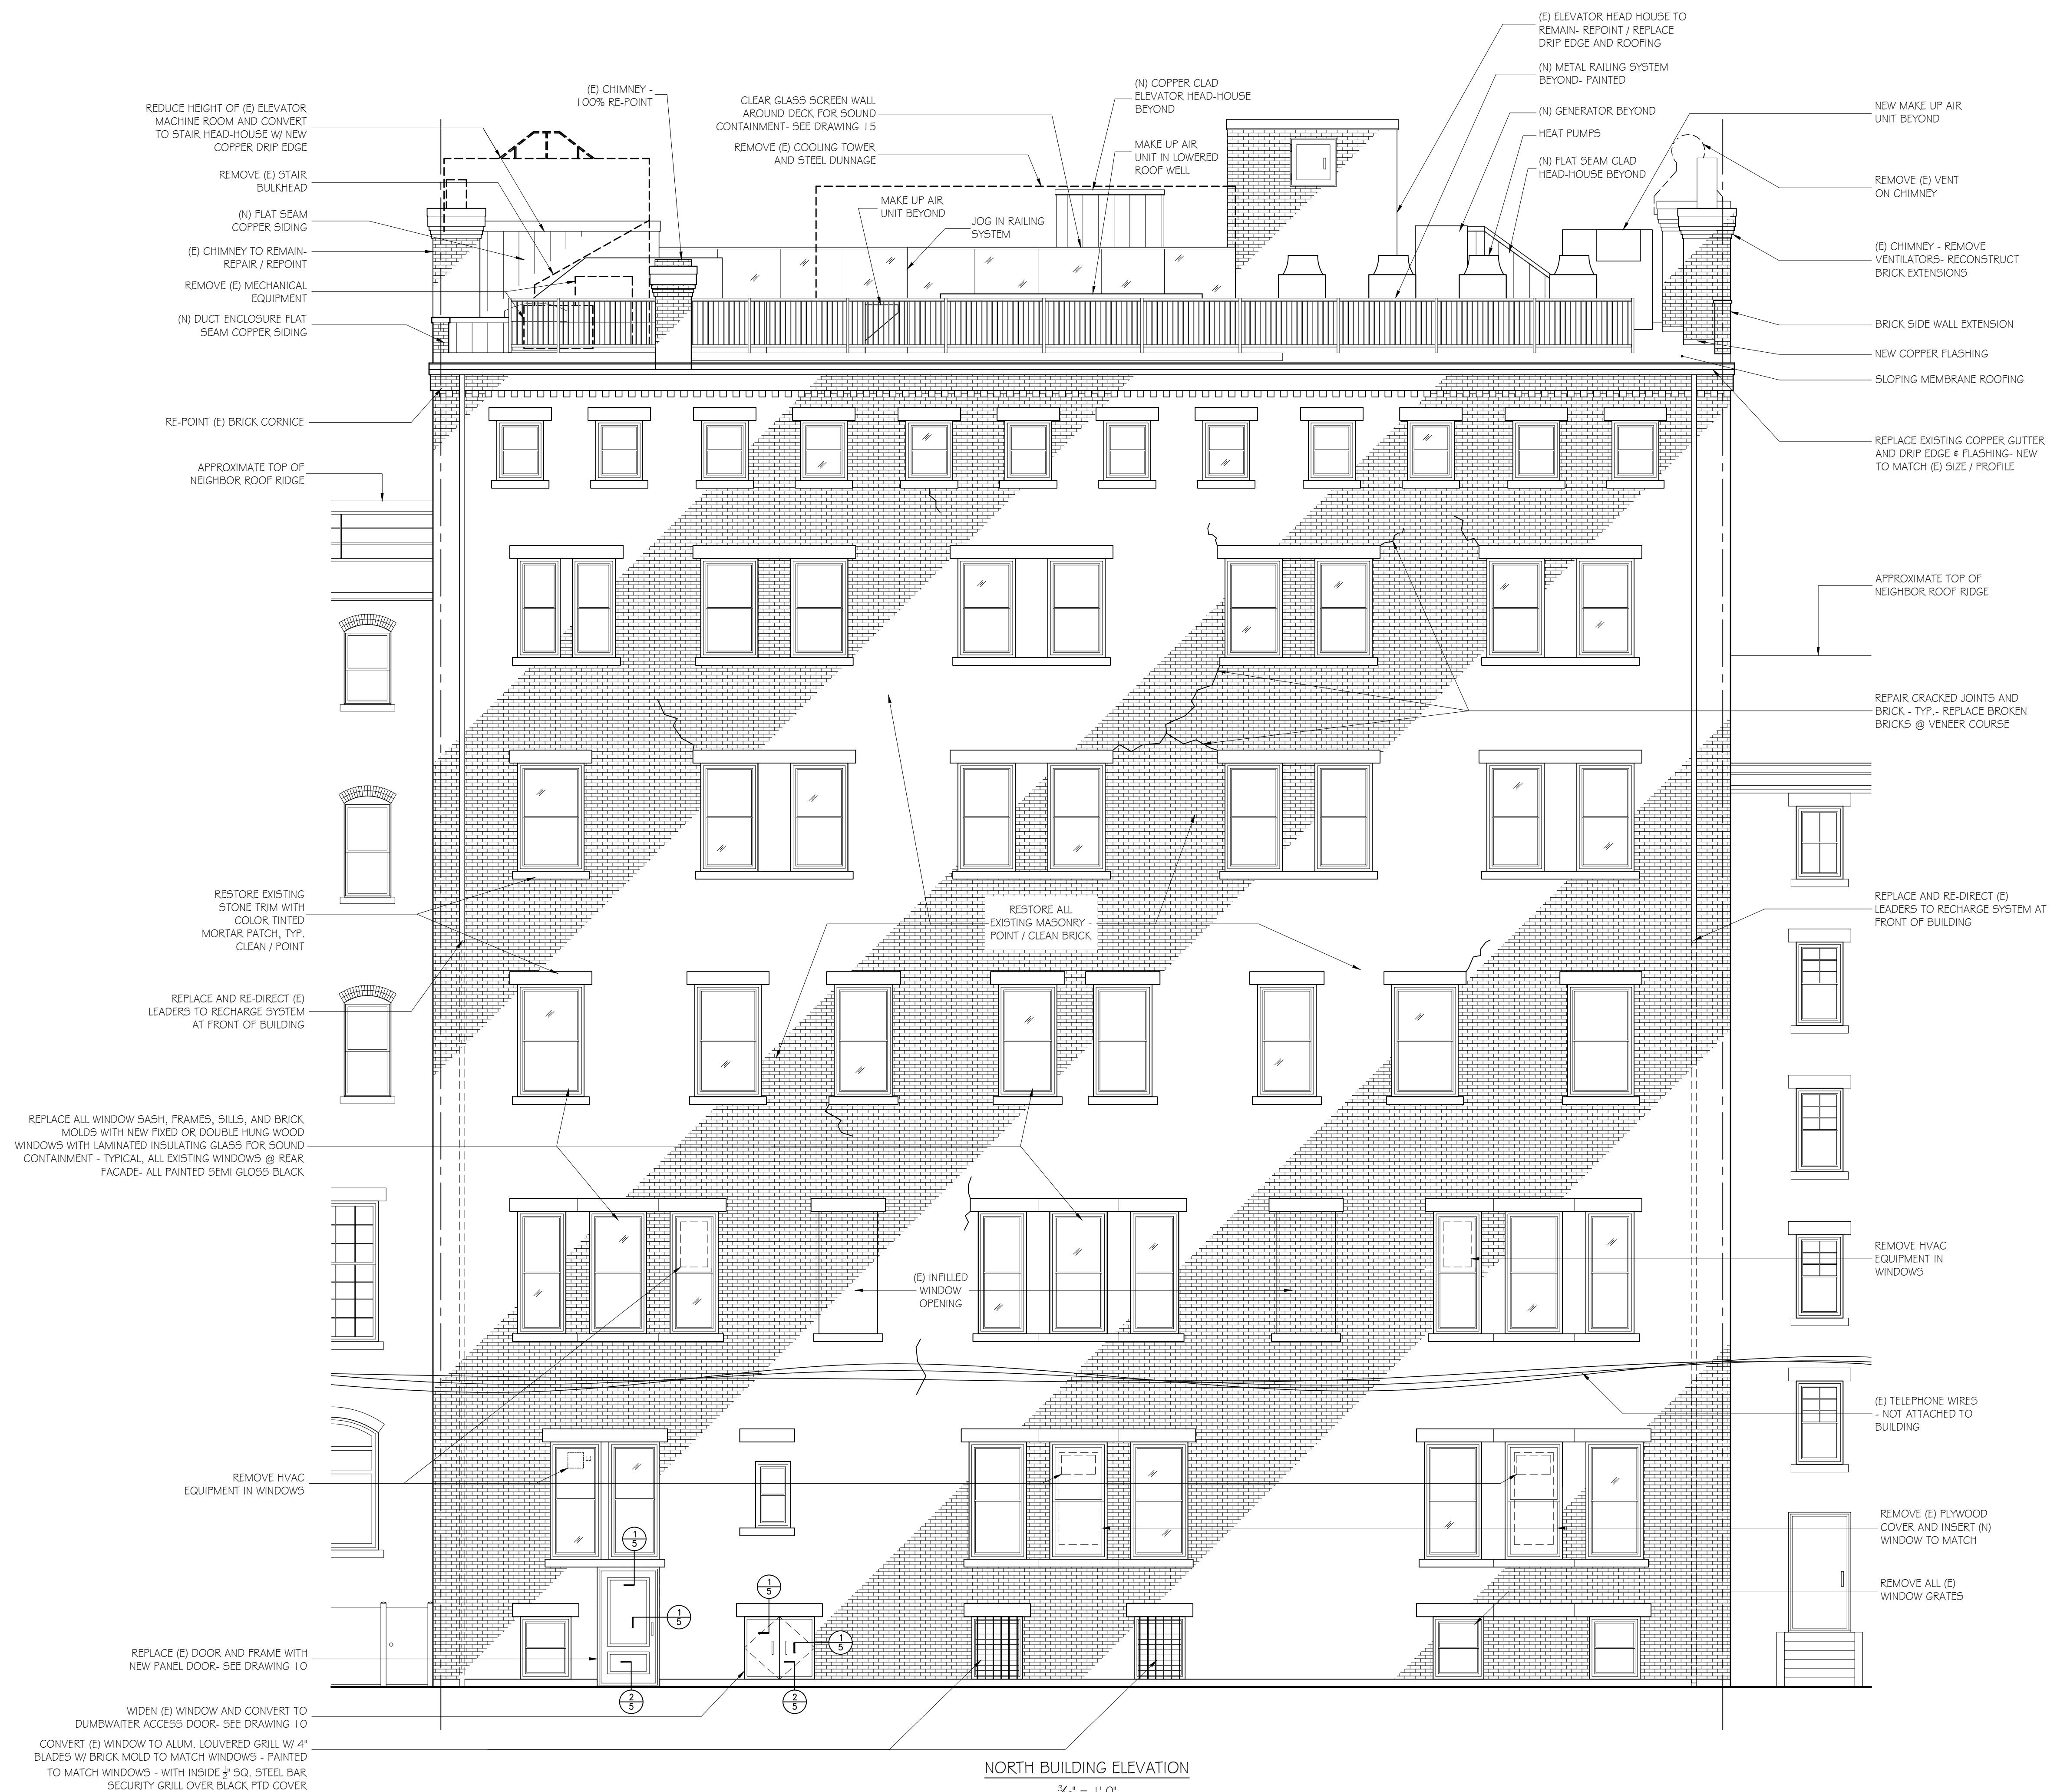 REDUCE HEIGHT OF (E) ELEVATOR
MACHINE ROOM AND CONVERT
TO STAIR HEAD-HOUSE W/ NEW
COPPER DRIP EDGE
REMOVE (E) STAIR
BULKHEAD
(N) FLAT SEAM
COPPER SIDING
(E) CHIMNEY TO REMAIN-
REPAIR / REPOINT
REMOVE (E) MECHANICAL
EQUIPMENT
(N) DUCT ENCLOSURE FLAT
SEAM COPPER SIDING
RE-POINT (E) BRICK CORNICE
APPROXIMATE TOP OF
NEIGHBOR ROOF RIDGE
RESTORE EXISTING
STONE TRIM WITH
COLOR TINTED
MORTAR PATCH, TYP.
CLEAN / POINT
REPLACE AND RE-DIRECT (E)
LEADERS TO RECHARGE SYSTEM
AT FRONT OF BUILDING
REPLACE ALL WINDOW SASH, FRAMES, SILLS, AND BRICK
MOLDS WITH NEW FIXED OR DOUBLE HUNG WOOD
WINDOWS WITH LAMINATED INSULATING GLASS FOR SOUND
CONTAINMENT - TYPICAL, ALL EXISTING WINDOWS @ REAR
FACADE- ALL PAINTED SEMI GLOSS BLACK
REMOVE HVAC
EQUIPMENT IN WINDOWS
REPLACE (E) DOOR AND FRAME WITH
NEW PANEL DOOR- SEE DRAWING 10
WIDEN (E) WINDOW AND CONVERT TO
DUMBWAITER ACCESS DOOR- SEE DRAWING 10
CONVERT (E) WINDOW TO ALUM. LOUVERED GRILL W/ 4"
BLADES W/ BRICK MOLD TO MATCH WINDOWS - PAINTED
TO MATCH WINDOWS - WITH INSIDE ½" SQ. STEEL BAR
SECURITY GRILL OVER BLACK PTD COVER
(E) CHIMNEY -
100% RE-POINT
CLEAR GLASS SCREEN WALL
AROUND DECK FOR SOUND
CONTAINMENT- SEE DRAWING 15
REMOVE (E) COOLING TOWER
AND STEEL DUNNAGE
MAKE UP AIR
UNIT BEYOND
JOG IN RAILING
SYSTEM
(N) COPPER CLAD
ELEVATOR HEAD-HOUSE
BEYOND
MAKE UP AIR
UNIT IN LOWERED
ROOF WELL
(E) ELEVATOR HEAD HOUSE TO
REMAIN- REPOINT / REPLACE
DRIP EDGE AND ROOFING
(N) METAL RAILING SYSTEM
BEYOND- PAINTED
(N) GENERATOR BEYOND
HEAT PUMPS
(N) FLAT SEAM CLAD
HEAD-HOUSE BEYOND
NEW MAKE UP AIR
UNIT BEYOND
REMOVE (E) VENT
ON CHIMNEY
(E) CHIMNEY - REMOVE
VENTILATORS- RECONSTRUCT
BRICK EXTENSIONS
BRICK SIDE WALL EXTENSION
NEW COPPER FLASHING
SLOPING MEMBRANE ROOFING
REPLACE EXISTING COPPER GUTTER
AND DRIP EDGE & FLASHING- NEW
TO MATCH (E) SIZE / PROFILE
APPROXIMATE TOP OF
NEIGHBOR ROOF RIDGE
REPAIR CRACKED JOINTS AND
BRICK - TYP.- REPLACE BROKEN
BRICKS @ VENEER COURSE
RESTORE ALL
EXISTING MASONRY -
POINT / CLEAN BRICK
REPLACE AND RE-DIRECT (E)
LEADERS TO RECHARGE SYSTEM AT
FRONT OF BUILDING
(E) INFILLED
WINDOW
OPENING
REMOVE HVAC
EQUIPMENT IN
WINDOWS
(E) TELEPHONE WIRES
- NOT ATTACHED TO
BUILDING
REMOVE (E) PLYWOOD
COVER AND INSERT (N)
WINDOW TO MATCH
REMOVE ALL (E)
WINDOW GRATES
1
5
1
5
2
5
1
5
1
5
2
5
NORTH BUILDING ELEVATION